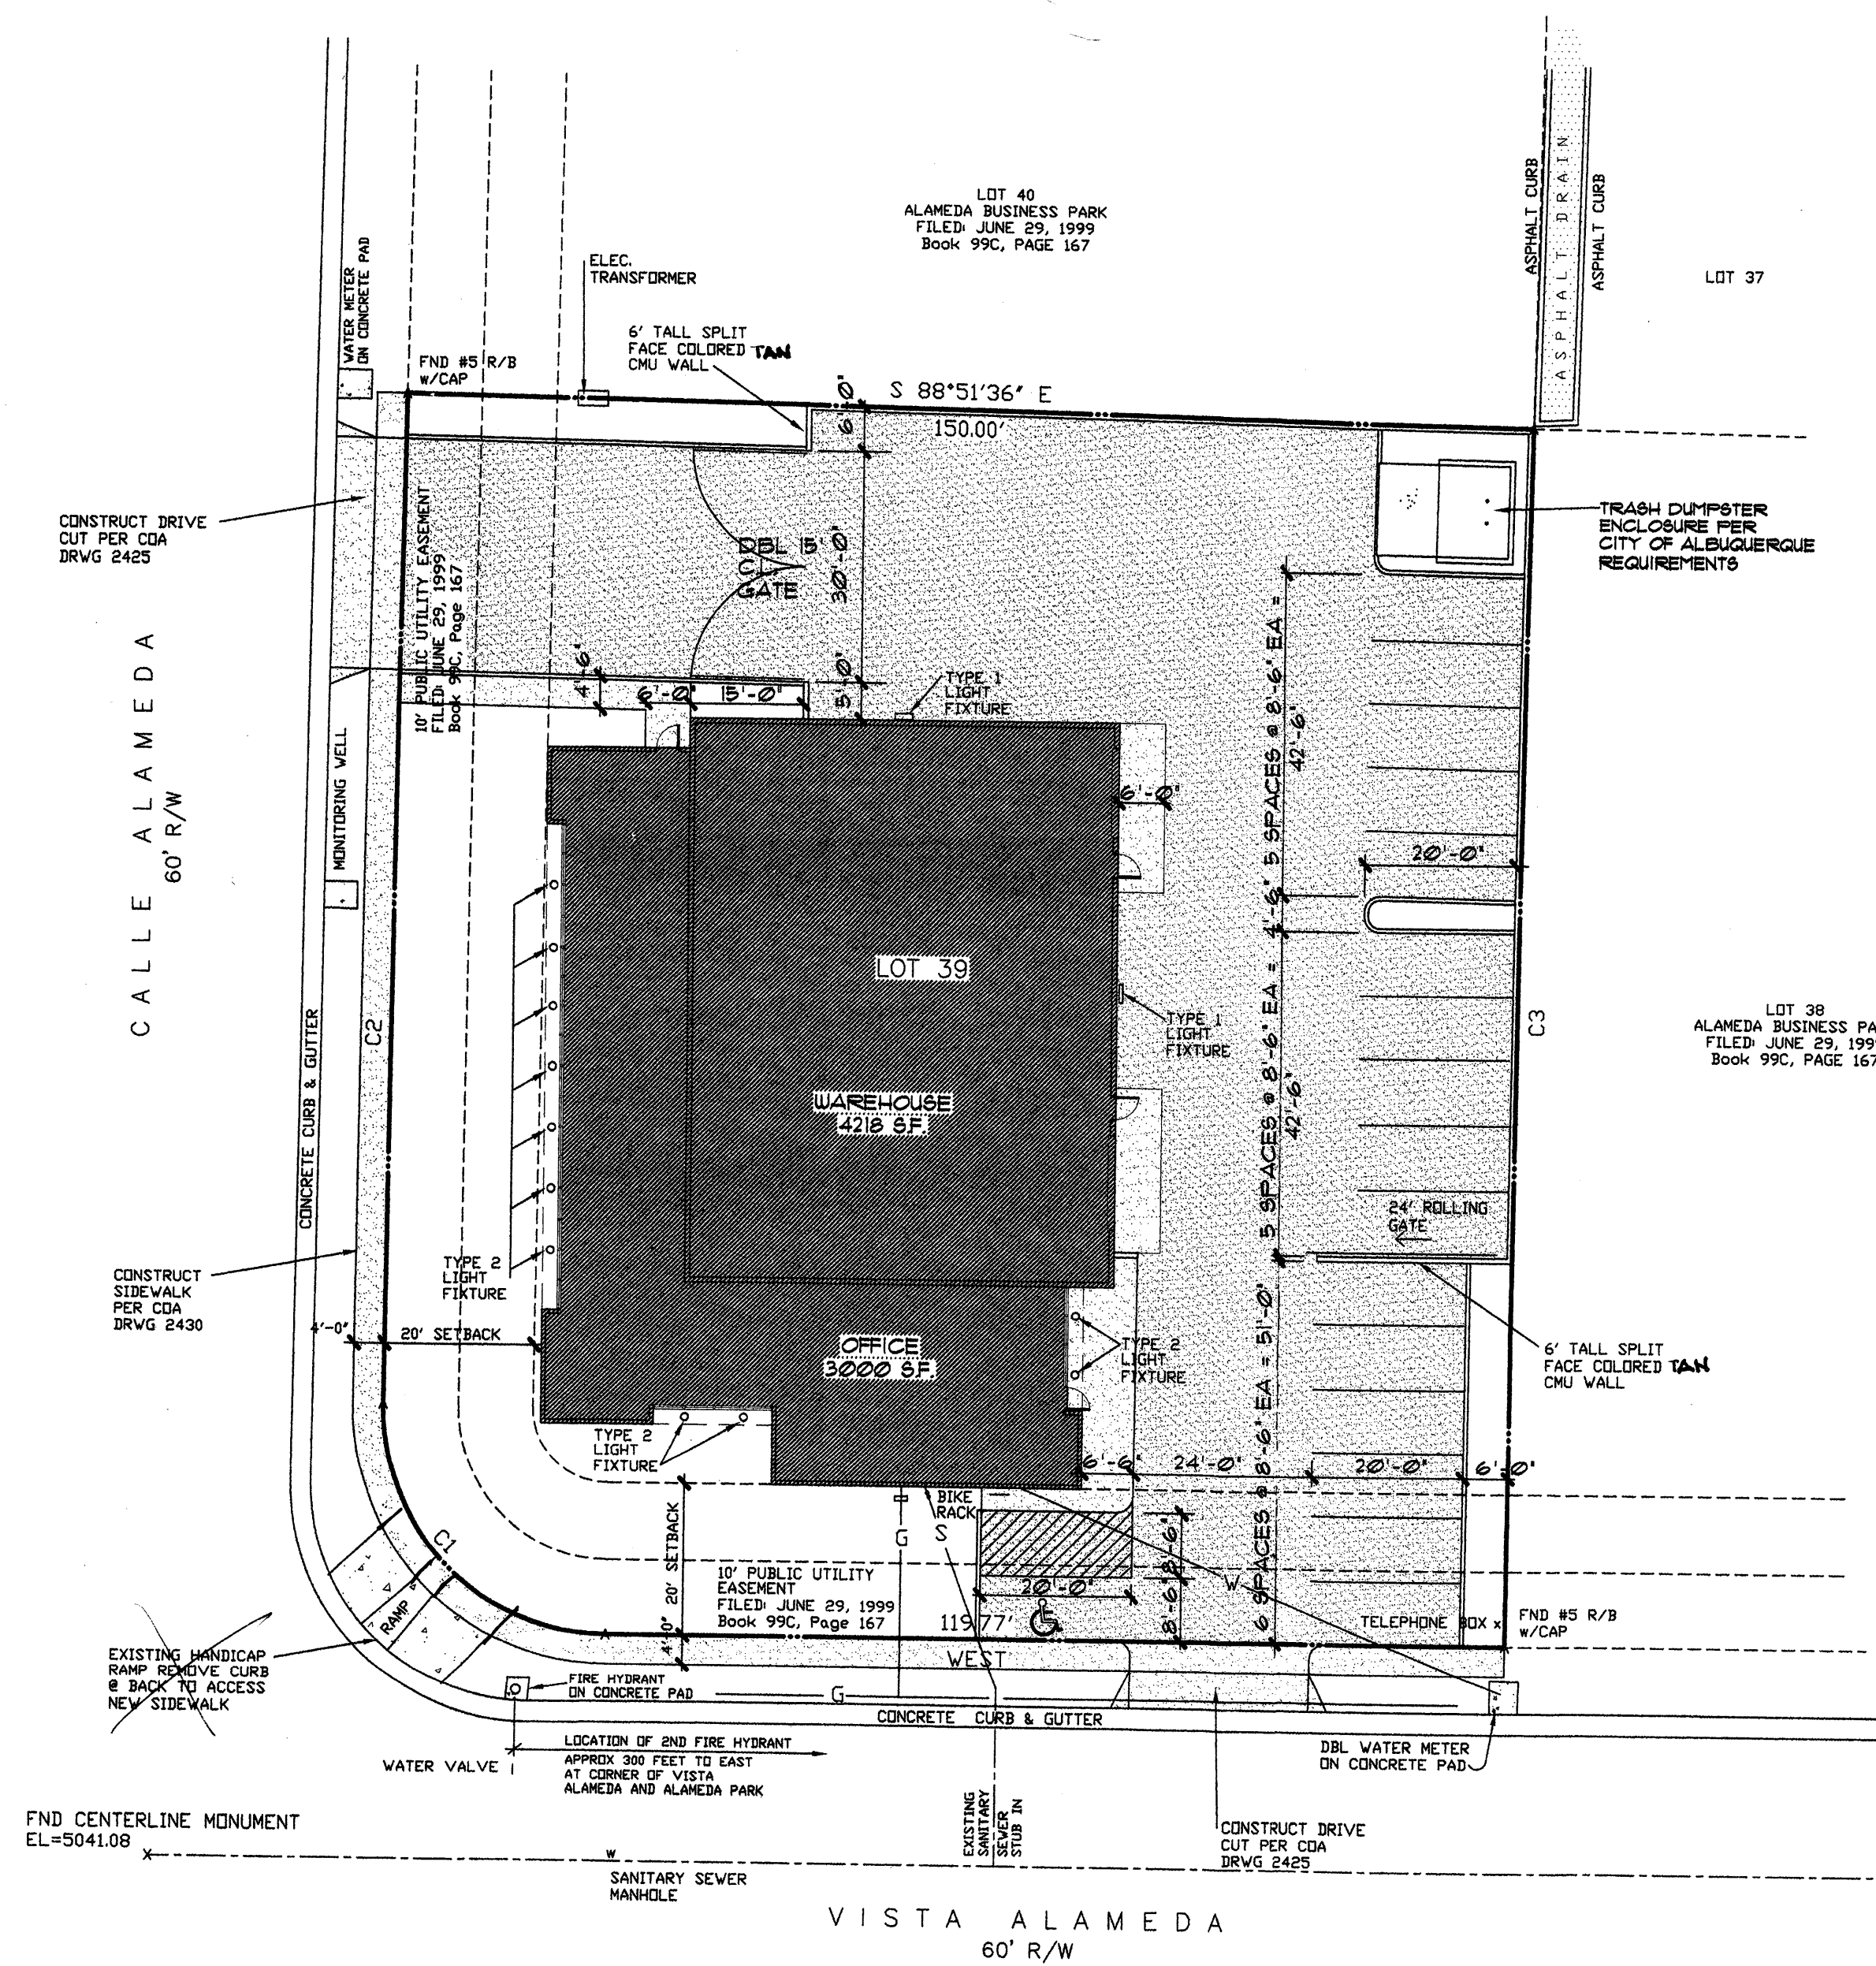 LOT 40
ALAMEDA BUSINESS PARK
FILED: JUNE 29, 1999
Book 99C, PAGE 167
ASPHALT CURB
ASPHALT DRAIN
ASPHALT CURB
LOT 37
WATER METER
ON CONCRETE PAD
ELEC.
TRANSFORMER
6' TALL SPLIT
FACE COLORED TAN
CMU WALL
FND #5 R/B
w/CAP
S 88°51'36" E
150.00'
6'-0"
CONSTRUCT DRIVE
CUT PER COA
DRWG 2425
10' PUBLIC UTILITY EASEMENT
FILED: JUNE 29, 1999
Book 99C, Page 167
DBL 15'
GATE
30'-0"
TRASH DUMPSTER
ENCLOSURE PER
CITY OF ALBUQUERQUE
REQUIREMENTS
CALLE ALAMEDA
60' R/W
4'-6"
6'-0"
15'-0"
5'-0"
TYPE 1
LIGHT
FIXTURE
5 SPACES @ 8'-6" EA =
42'-6"
MONITORING WELL
6'-0"
20'-0"
4'-6"
LOT 39
C2
C3
CONCRETE CURB & GUTTER
TYPE 1
LIGHT
FIXTURE
5 SPACES @ 8'-6" EA =
42'-6"
LOT 38
ALAMEDA BUSINESS PA
FILED: JUNE 29, 199
Book 99C, PAGE 167
WAREHOUSE
4218 S.F.
24' ROLLING
GATE
TYPE 2
LIGHT
FIXTURE
CONSTRUCT
SIDEWALK
PER COA
DRWG 2430
4'-0"
20' SETBACK
OFFICE
3000 S.F.
TYPE 2
LIGHT
FIXTURE
6' TALL SPLIT
FACE COLORED TAN
CMU WALL
TYPE 2
LIGHT
FIXTURE
6 SPACES @ 8'-6" EA = 51'-0"
6'-6"
24'-0"
20'-0"
6'-0"
BIKE
RACK
G
S
C1
20' SETBACK
4'-0"
10' PUBLIC UTILITY
EASEMENT
FILED: JUNE 29, 1999
Book 99C, Page 167
119.77'
20'-0"
8'-6"
8'-6"
W
TELEPHONE BOX x
FND #5 R/B
w/CAP
RAMP
WEST
EXISTING HANDICAP
RAMP REMOVE CURB
@ BACK TO ACCESS
NEW SIDEWALK
FIRE HYDRANT
ON CONCRETE PAD
G
CONCRETE CURB & GUTTER
LOCATION OF 2ND FIRE HYDRANT
APPROX 300 FEET TO EAST
AT CORNER OF VISTA
ALAMEDA AND ALAMEDA PARK
WATER VALVE
DBL WATER METER
ON CONCRETE PAD
EXISTING
SANITARY
SEWER
STUB IN
CONSTRUCT DRIVE
CUT PER COA
DRWG 2425
FND CENTERLINE MONUMENT
EL=5041.08
X
W
SANITARY SEWER
MANHOLE
VISTA ALAMEDA
60' R/W